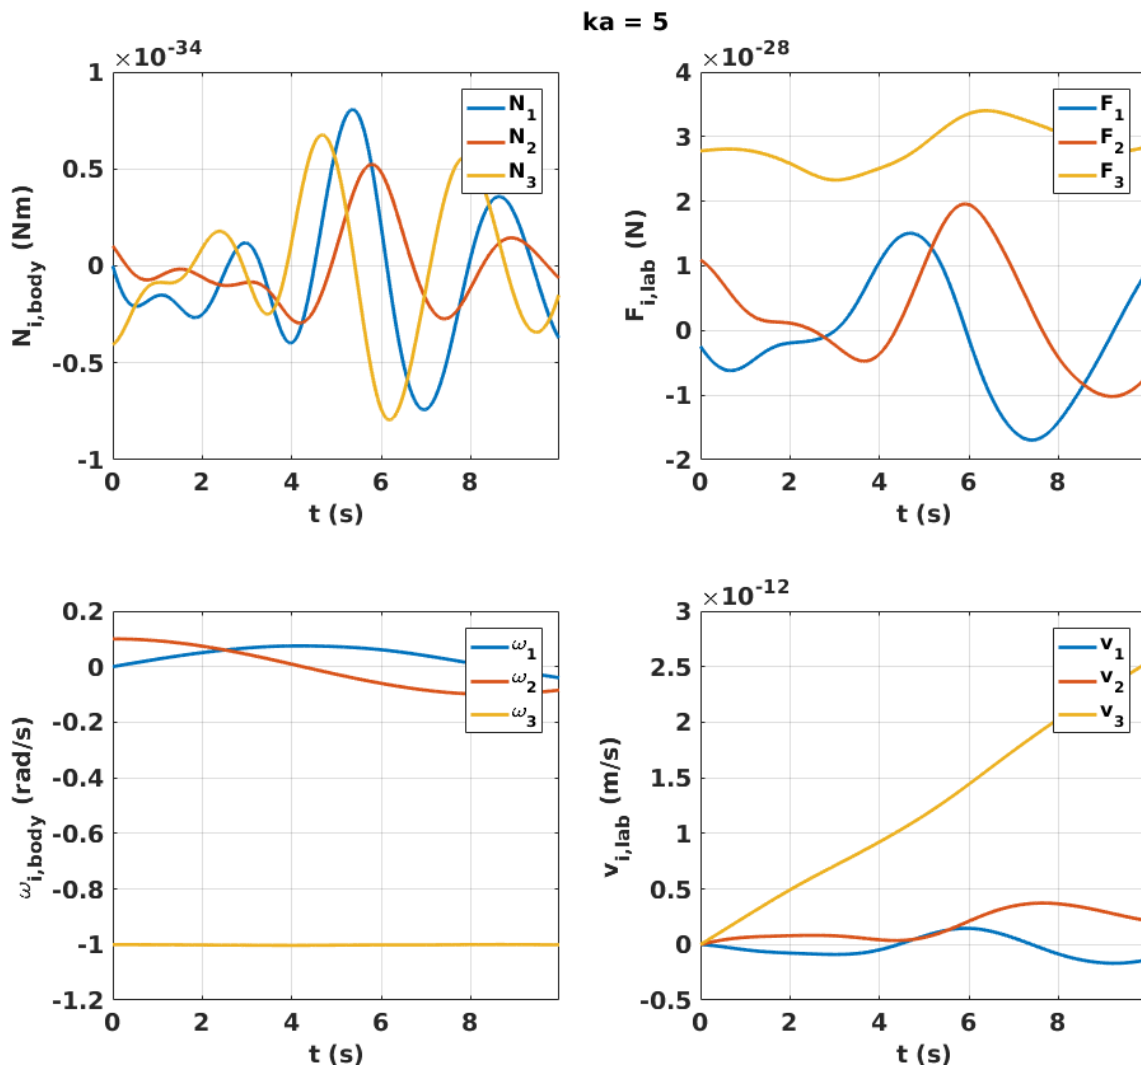 ka = 5
×10^-34
1
0.5
0
-0.5
-1
N_i,body (Nm)
0 2 4 6 8
t (s)
N_1
N_2
N_3
×10^-28
4
3
2
1
0
-1
-2
F_i,lab (N)
0 2 4 6 8
t (s)
F_1
F_2
F_3
0.2
0
-0.2
-0.4
-0.6
-0.8
-1
-1.2
ω_i,body (rad/s)
0 2 4 6 8
t (s)
ω_1
ω_2
ω_3
×10^-12
3
2.5
2
1.5
1
0.5
0
-0.5
v_i,lab (m/s)
0 2 4 6 8
t (s)
v_1
v_2
v_3